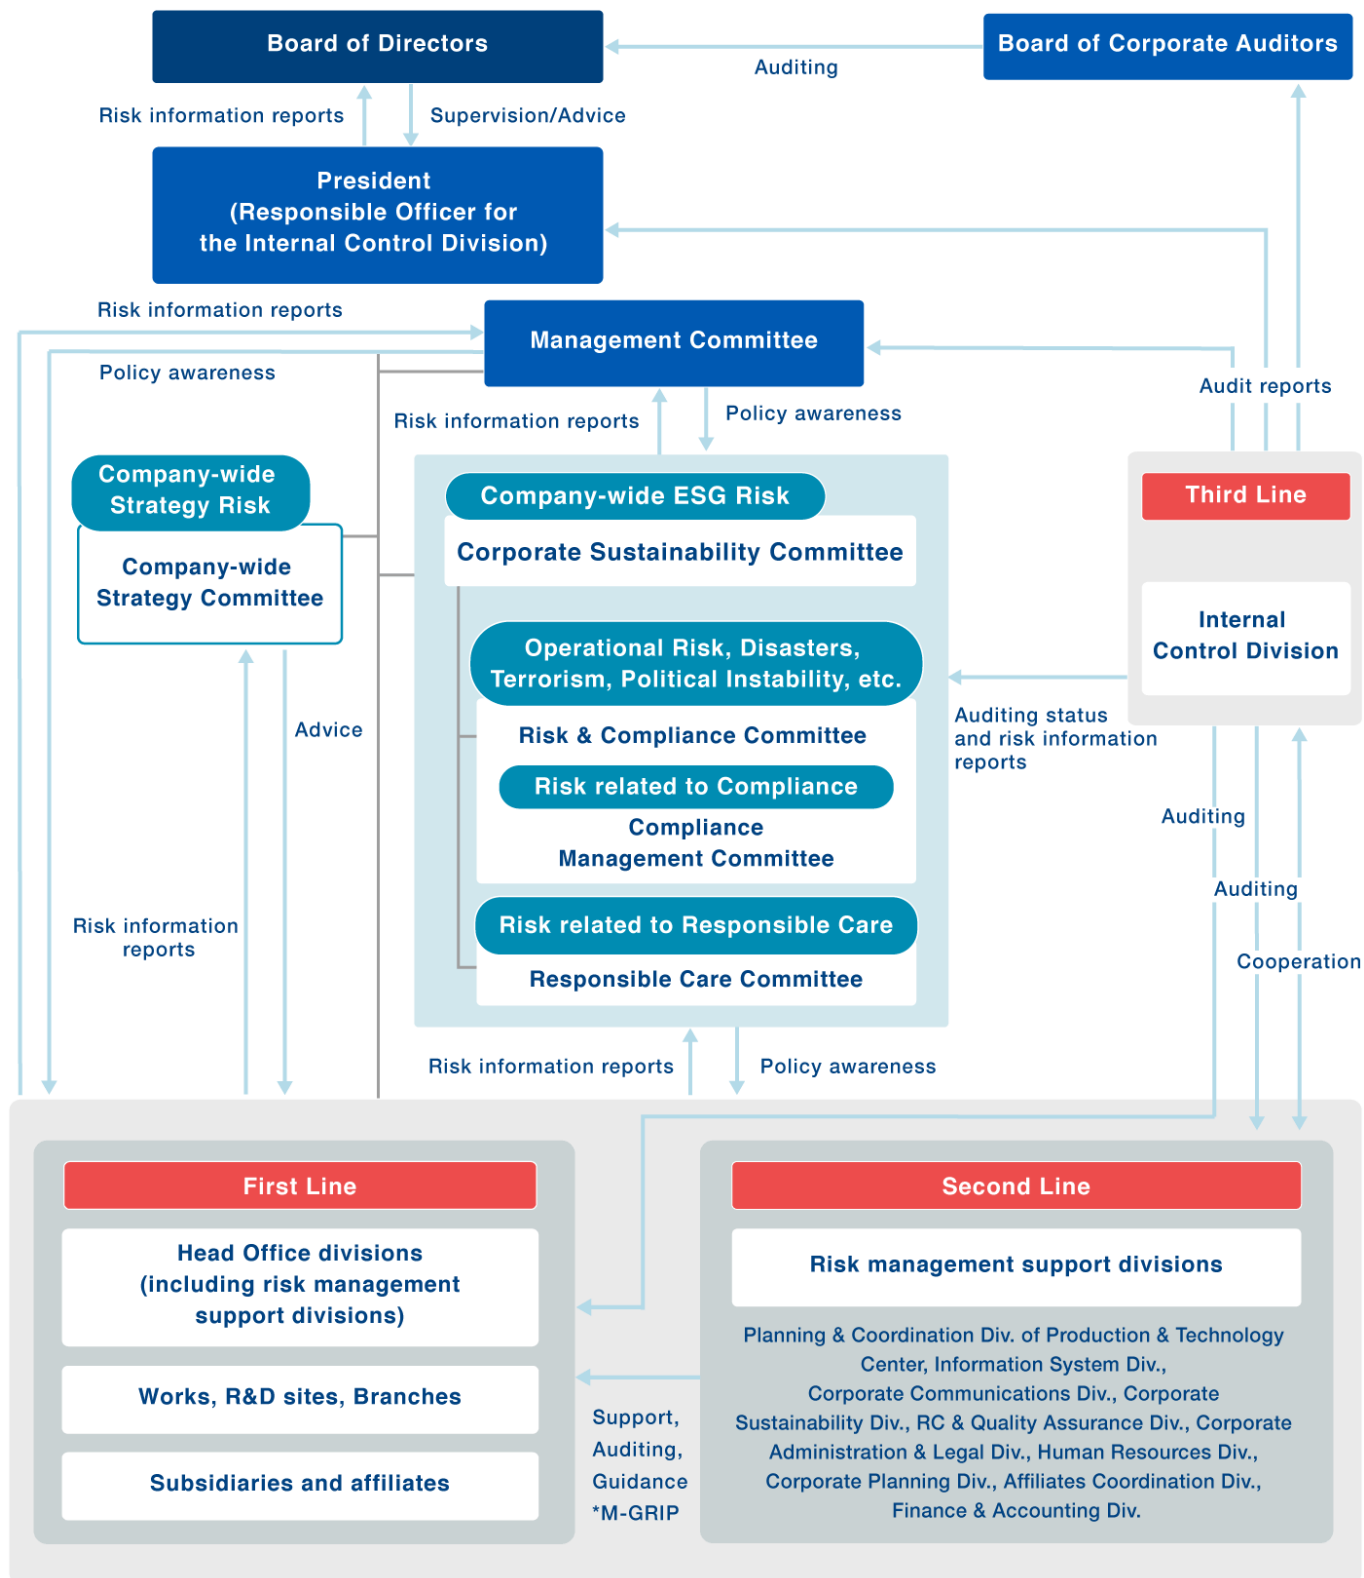 Board of Directors
Board of Corporate Auditors
Auditing
Risk information reports
Supervision/Advice
President
(Responsible Officer for
the Internal Control Division)
Risk information reports
Management Committee
Policy awareness
Audit reports
Risk information reports
Policy awareness
Company-wide
Strategy Risk
Company-wide
Strategy Committee
Company-wide ESG Risk
Corporate Sustainability Committee
Third Line
Internal
Control Division
Operational Risk, Disasters,
Terrorism, Political Instability, etc.
Risk & Compliance Committee
Risk related to Compliance
Compliance
Management Committee
Risk related to Responsible Care
Responsible Care Committee
Advice
Risk information
reports
Auditing status
and risk information
reports
Auditing
Auditing
Cooperation
Risk information reports
Policy awareness
First Line
Head Office divisions
(including risk management
support divisions)
Works, R&D sites, Branches
Subsidiaries and affiliates
Support,
Auditing,
Guidance
*M-GRIP
Second Line
Risk management support divisions
Planning & Coordination Div. of Production & Technology
Center, Information System Div.,
Corporate Communications Div., Corporate
Sustainability Div., RC & Quality Assurance Div., Corporate
Administration & Legal Div., Human Resources Div.,
Corporate Planning Div., Affiliates Coordination Div.,
Finance & Accounting Div.